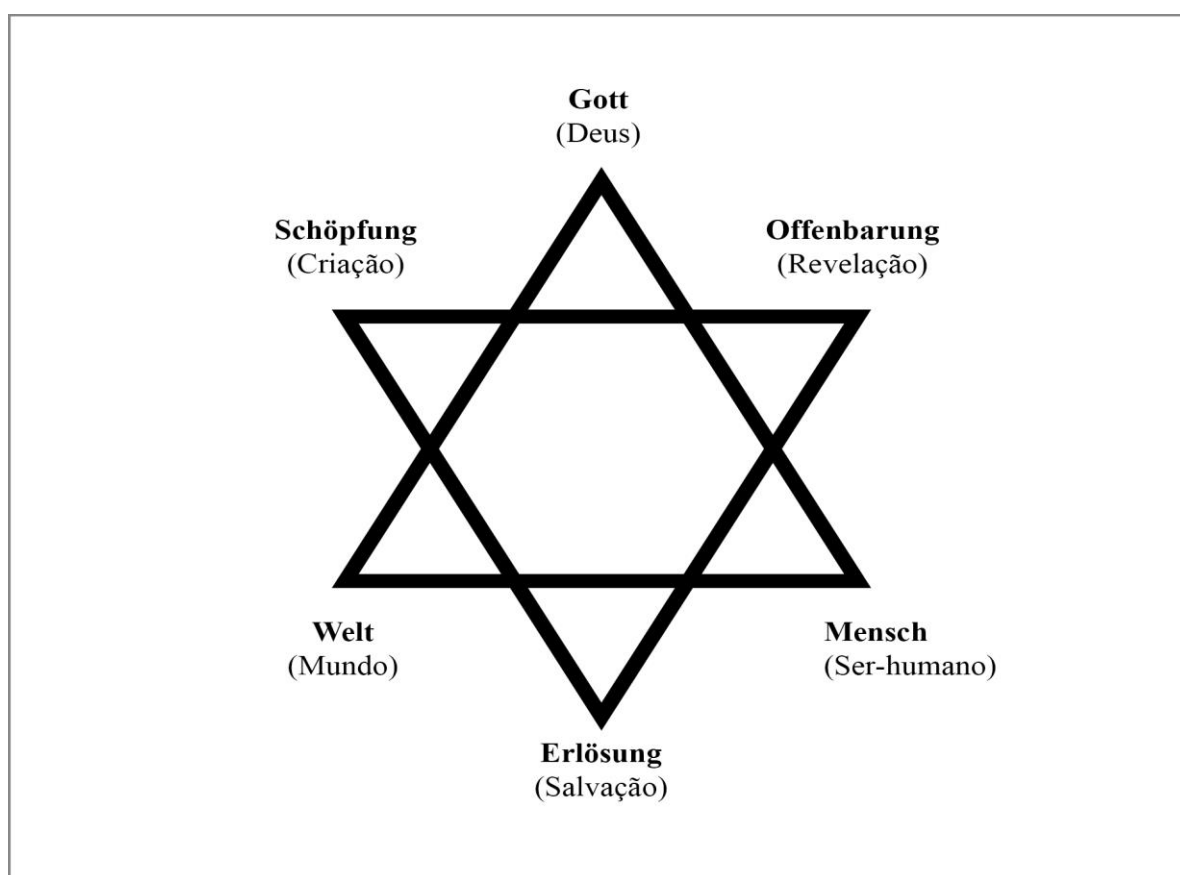 Gott
(Deus)
Schöpfung
(Criação)
Offenbarung
(Revelação)
Welt
(Mundo)
Mensch
(Ser-humano)
Erlösung
(Salvação)